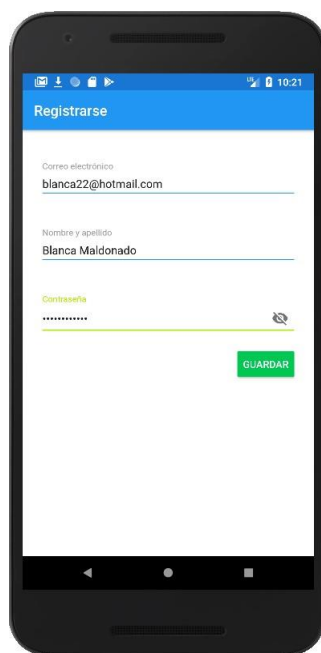 10:21
Registrarse
Correo electrónico
blanca22@hotmail.com
Nombre y apellido
Blanca Maldonado
Contraseña
••••••••••••
GUARDAR